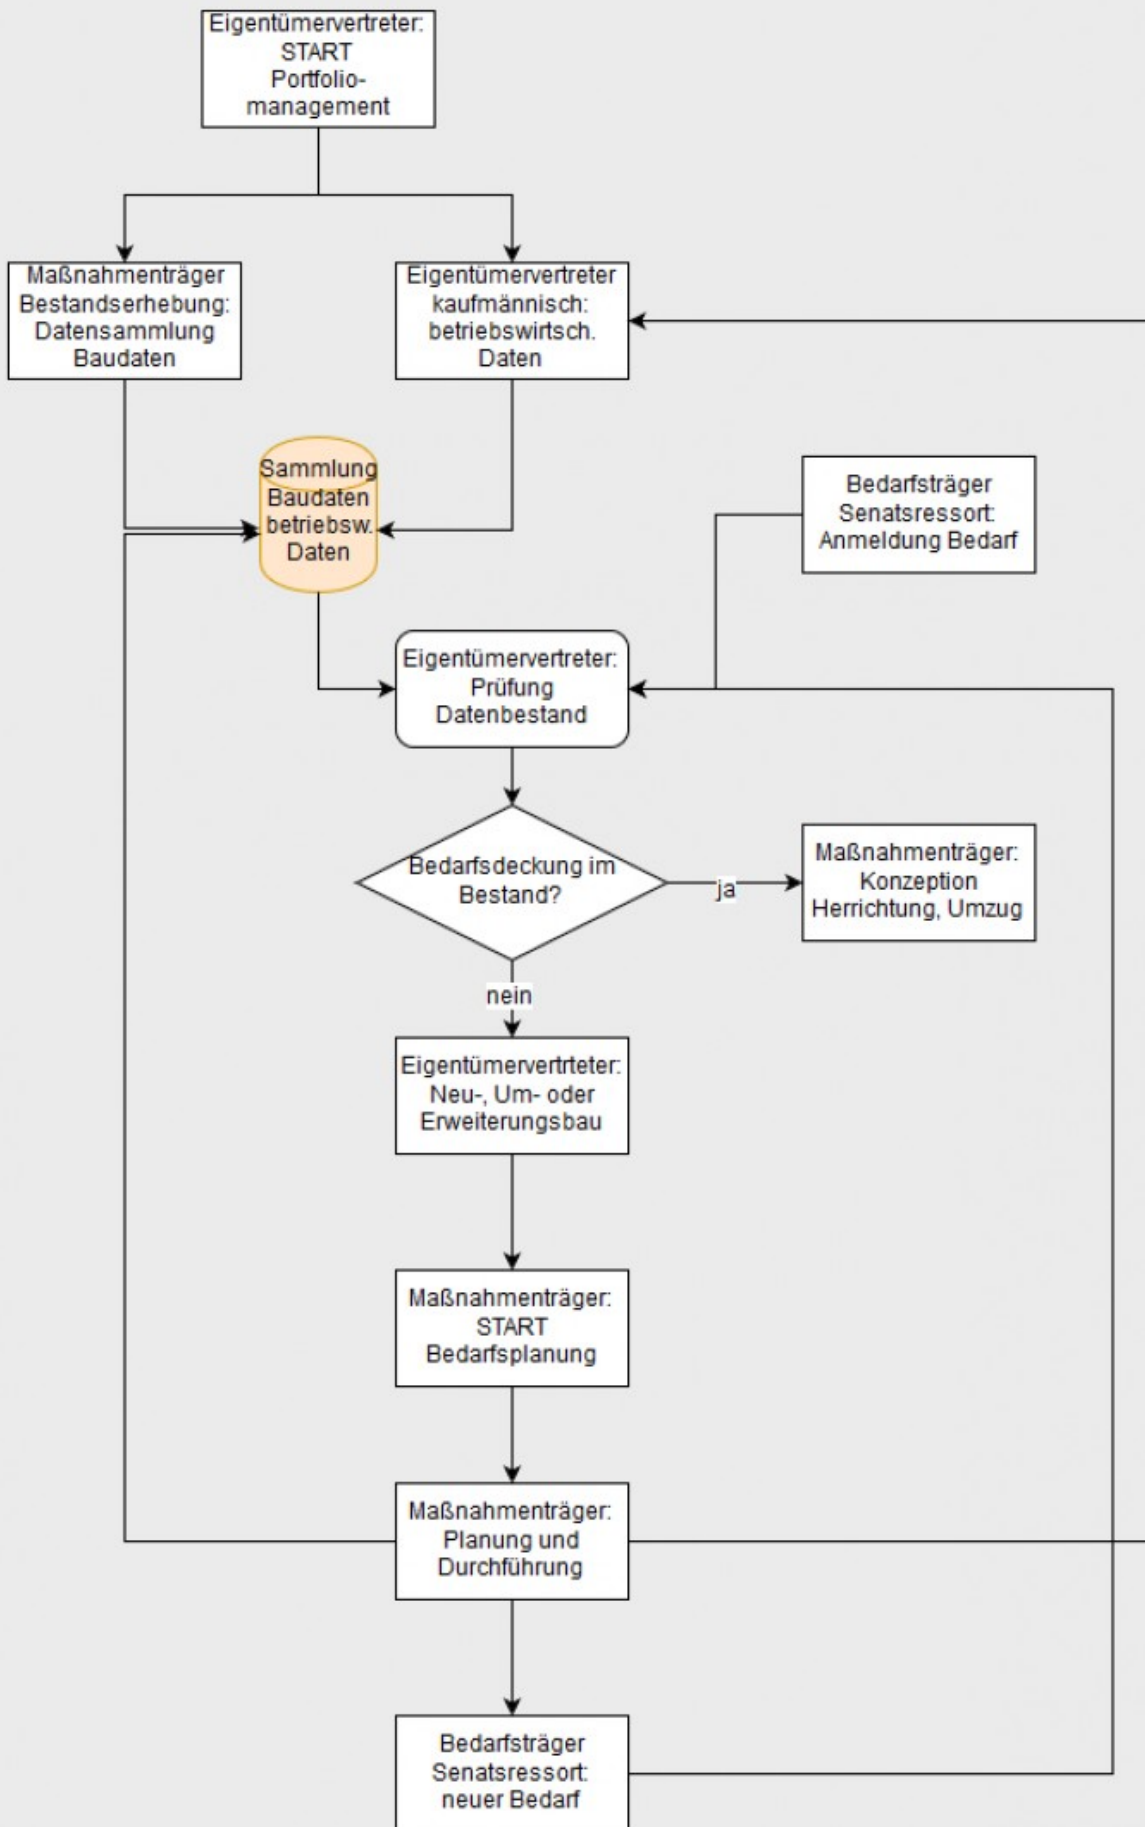 Eigentümervertreter:
START
Portfolio-
management
Maßnahmenträger
Bestandserhebung:
Datensammlung
Baudaten
Eigentümervertreter
kaufmännisch:
betriebswirtsch.
Daten
Sammlung
Baudaten
betriebsw.
Daten
Bedarfsträger
Senatsressort:
Anmeldung Bedarf
Eigentümervertreter:
Prüfung
Datenbestand
Bedarfsdeckung im
Bestand?
ja
Maßnahmenträger:
Konzeption
Herrichtung, Umzug
nein
Eigentümervertrteter:
Neu-, Um- oder
Erweiterungsbau
Maßnahmenträger:
START
Bedarfsplanung
Maßnahmenträger:
Planung und
Durchführung
Bedarfsträger
Senatsressort:
neuer Bedarf